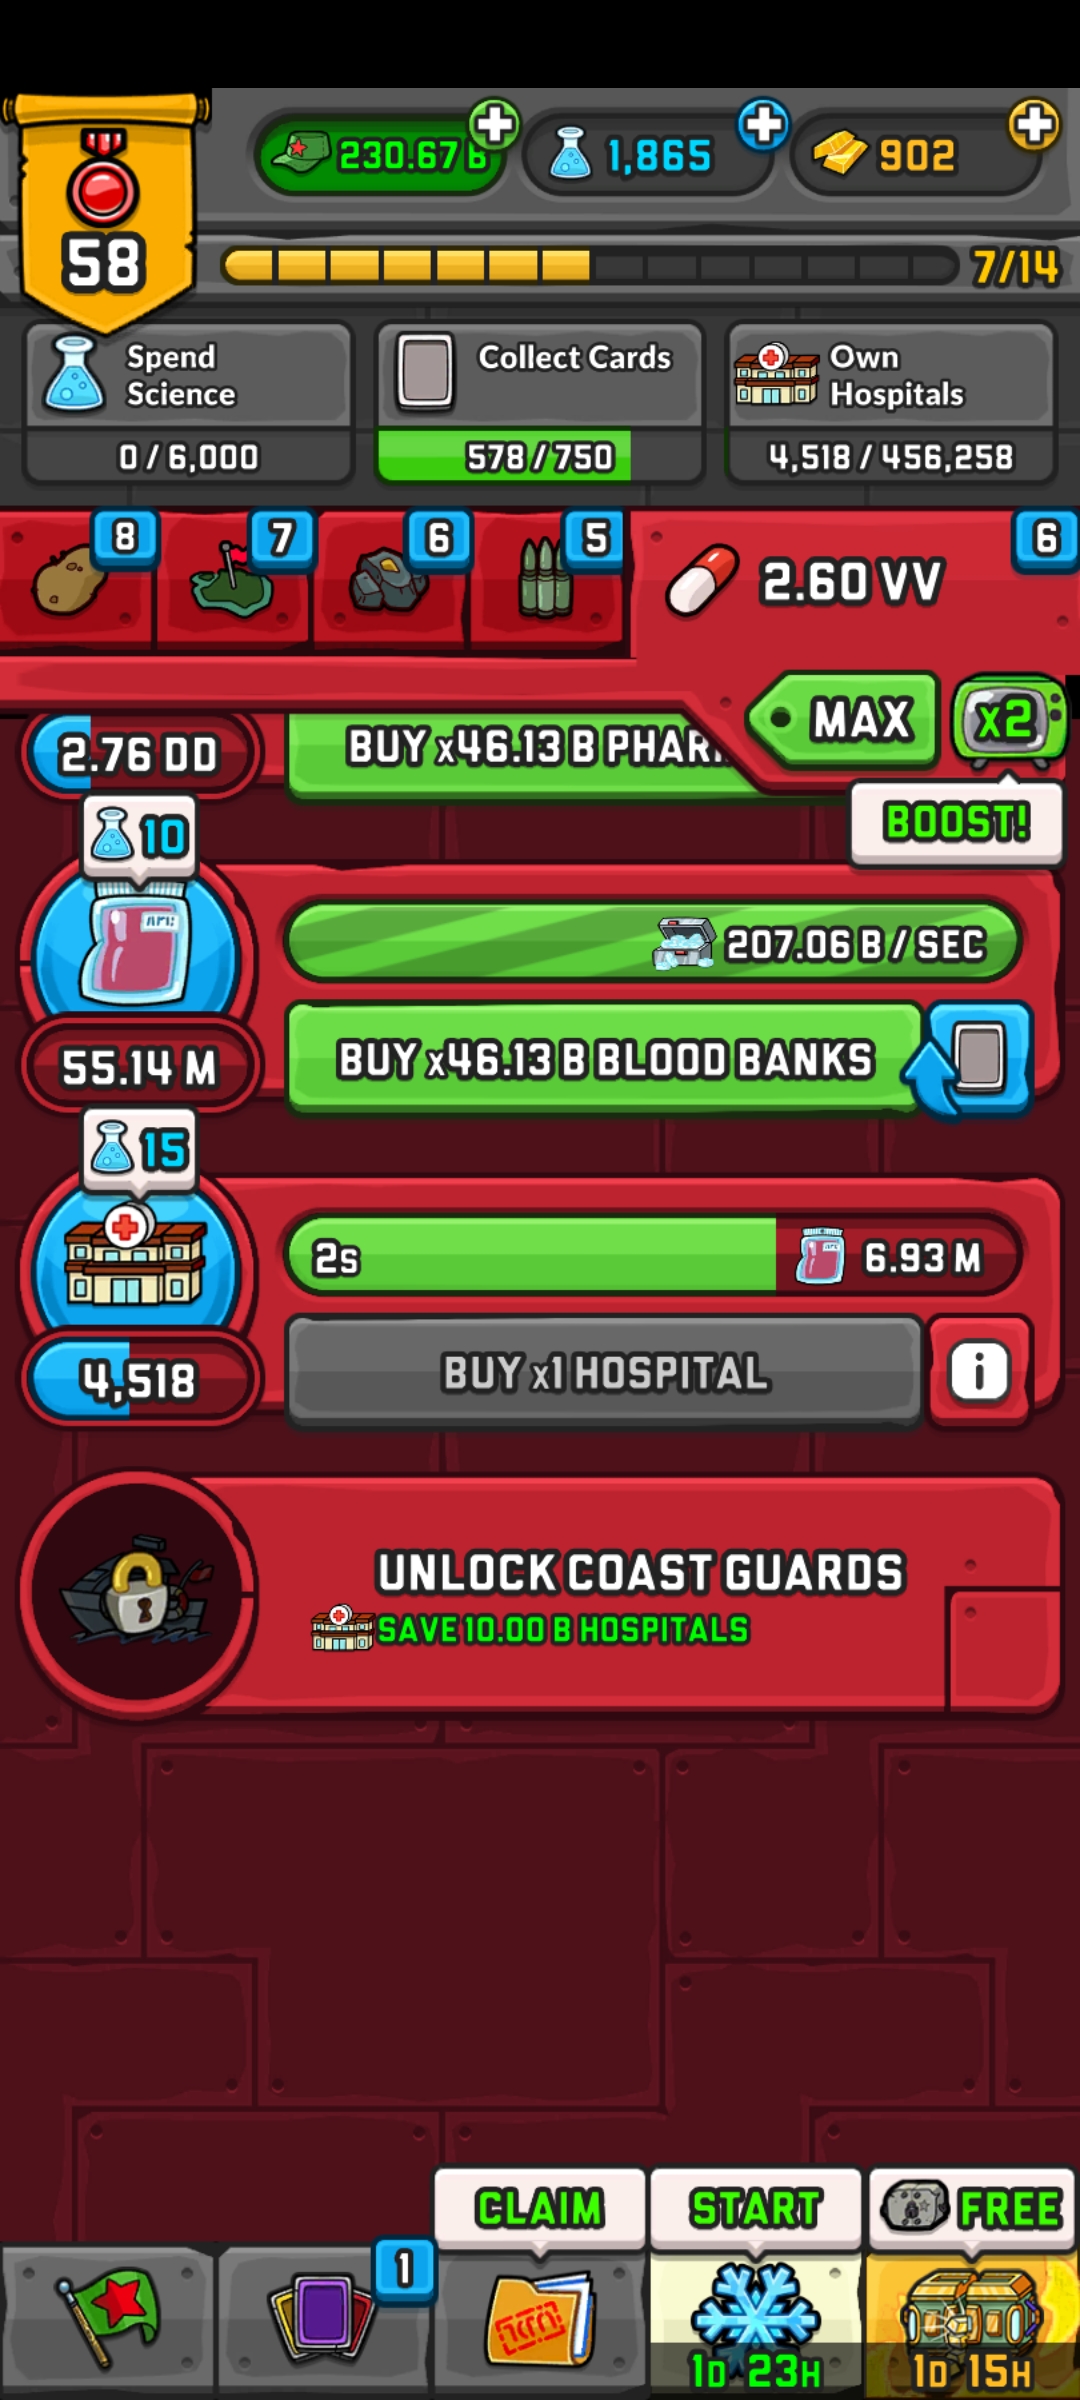 58
230.67 B
1,865
902
7/14
Spend
Science
0 / 6,000
Collect Cards
578 / 750
Own
Hospitals
4,518 / 456,258
8
7
6
5
2.60 VV
6
MAX
x2
BOOST!
2.76 DD
BUY x46.13 B
10
207.06 B / SEC
55.14 M
BUY x46.13 B BLOOD BANKS
15
2s
6.93 M
4,518
BUY x1 HOSPITAL
i
UNLOCK COAST GUARDS
SAVE 10.00 B HOSPITALS
CLAIM
START
FREE
1
1D 23H
1D 15H